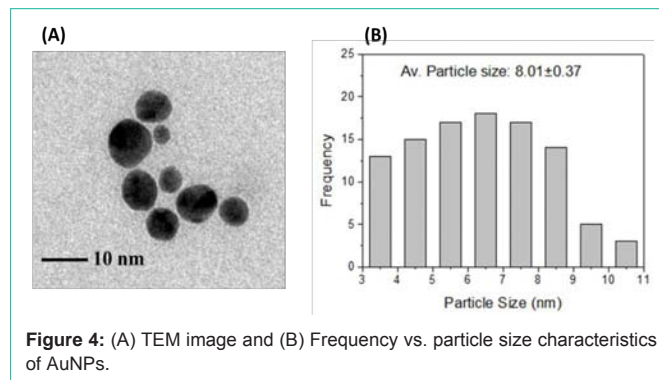 (A)
(B)
10 nm
Av. Particle size: 8.01±0.37
Frequency
25
20
15
10
5
0
3 4 5 6 7 8 9 10 11
Particle Size (nm)
Figure 4: (A) TEM image and (B) Frequency vs. particle size characteristics
of AuNPs.